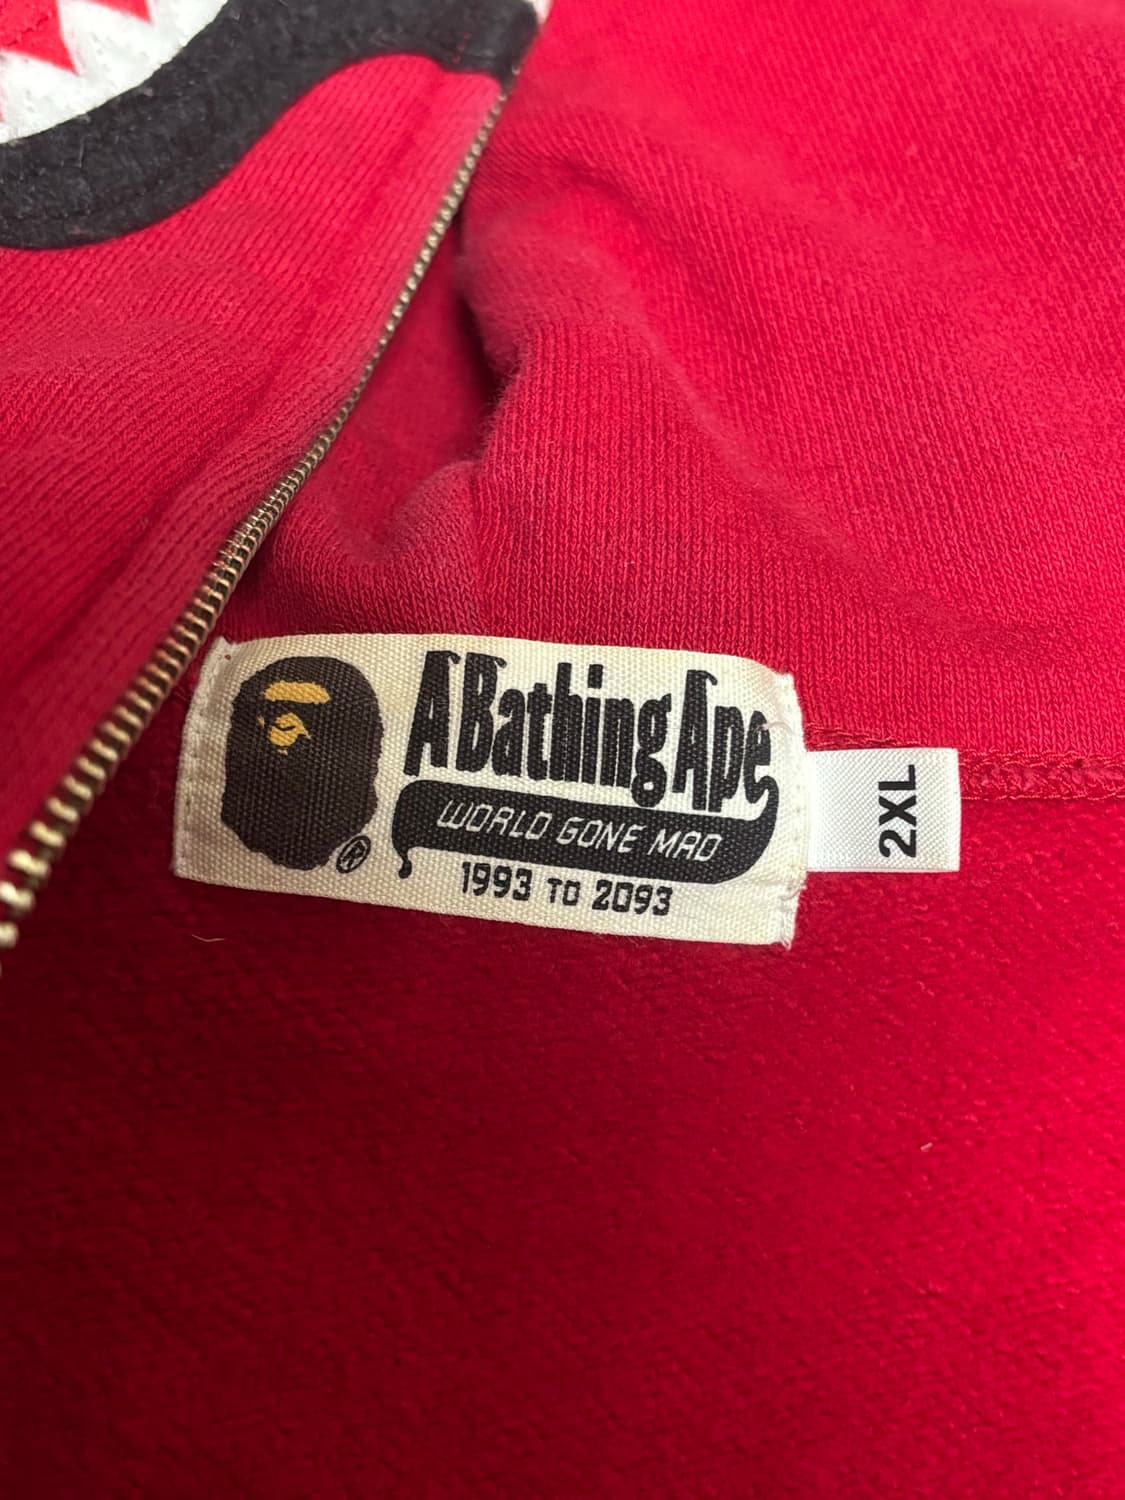 A Bathing Ape
WORLD GONE MAD
1993 TO 2093
®
2XL